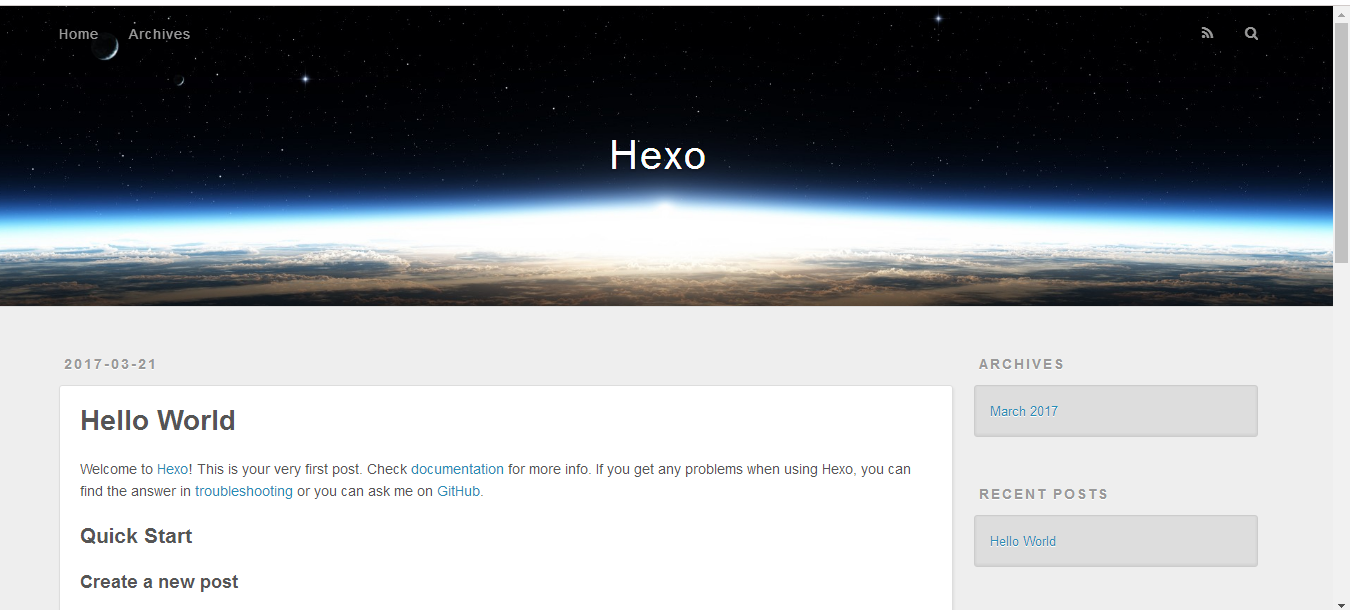 Home Archives
Hexo
2017-03-21
Hello World
Welcome to Hexo! This is your very first post. Check documentation for more info. If you get any problems when using Hexo, you can
find the answer in troubleshooting or you can ask me on GitHub.
Quick Start
Create a new post
ARCHIVES
March 2017
RECENT POSTS
Hello World